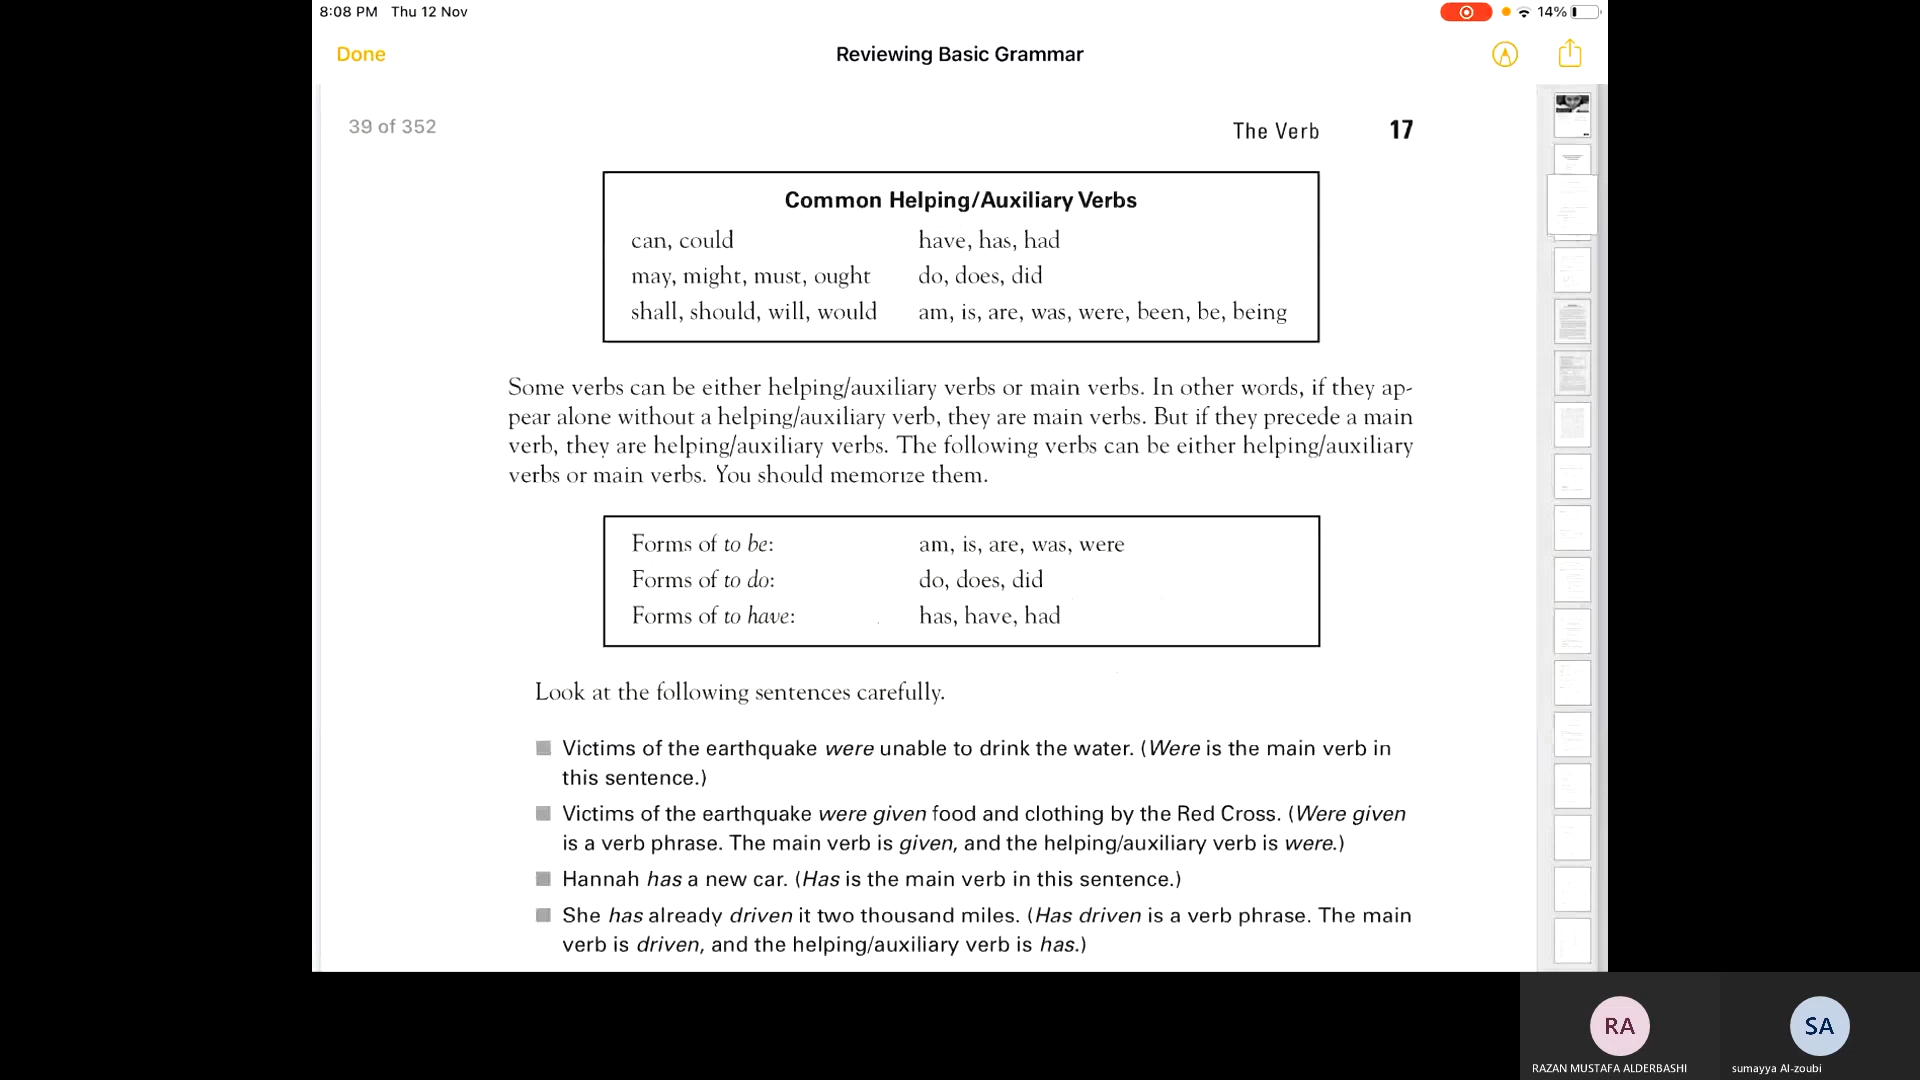 8:08 PM Thu 12 Nov
14%
Done
Reviewing Basic Grammar
39 of 352
The Verb 17
Common Helping/Auxiliary Verbs
can, could have, has, had
may, might, must, ought do, does, did
shall, should, will, would am, is, are, was, were, been, be, being
Some verbs can be either helping/auxiliary verbs or main verbs. In other words, if they ap-
pear alone without a helping/auxiliary verb, they are main verbs. But if they precede a main
verb, they are helping/auxiliary verbs. The following verbs can be either helping/auxiliary
verbs or main verbs. You should memorize them.
Forms of to be: am, is, are, was, were
Forms of to do: do, does, did
Forms of to have: has, have, had
Look at the following sentences carefully.
Victims of the earthquake were unable to drink the water. (Were is the main verb in
this sentence.)
Victims of the earthquake were given food and clothing by the Red Cross. (Were given
is a verb phrase. The main verb is given, and the helping/auxiliary verb is were.)
Hannah has a new car. (Has is the main verb in this sentence.)
She has already driven it two thousand miles. (Has driven is a verb phrase. The main
verb is driven, and the helping/auxiliary verb is has.)
RA
SA
RAZAN MUSTAFA ALDERBASHI
sumayya Al-zoubi